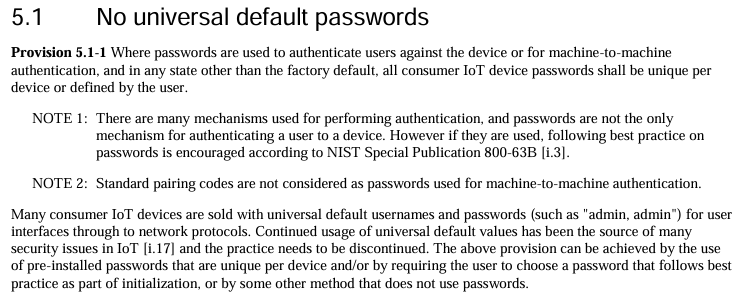 5.1 No universal default passwords
Provision 5.1-1 Where passwords are used to authenticate users against the device or for machine-to-machine
authentication, and in any state other than the factory default, all consumer IoT device passwords shall be unique per
device or defined by the user.
NOTE 1: There are many mechanisms used for performing authentication, and passwords are not the only
mechanism for authenticating a user to a device. However if they are used, following best practice on
passwords is encouraged according to NIST Special Publication 800-63B [i.3].
NOTE 2: Standard pairing codes are not considered as passwords used for machine-to-machine authentication.
Many consumer IoT devices are sold with universal default usernames and passwords (such as "admin, admin") for user
interfaces through to network protocols. Continued usage of universal default values has been the source of many
security issues in IoT [i.17] and the practice needs to be discontinued. The above provision can be achieved by the use
of pre-installed passwords that are unique per device and/or by requiring the user to choose a password that follows best
practice as part of initialization, or by some other method that does not use passwords.